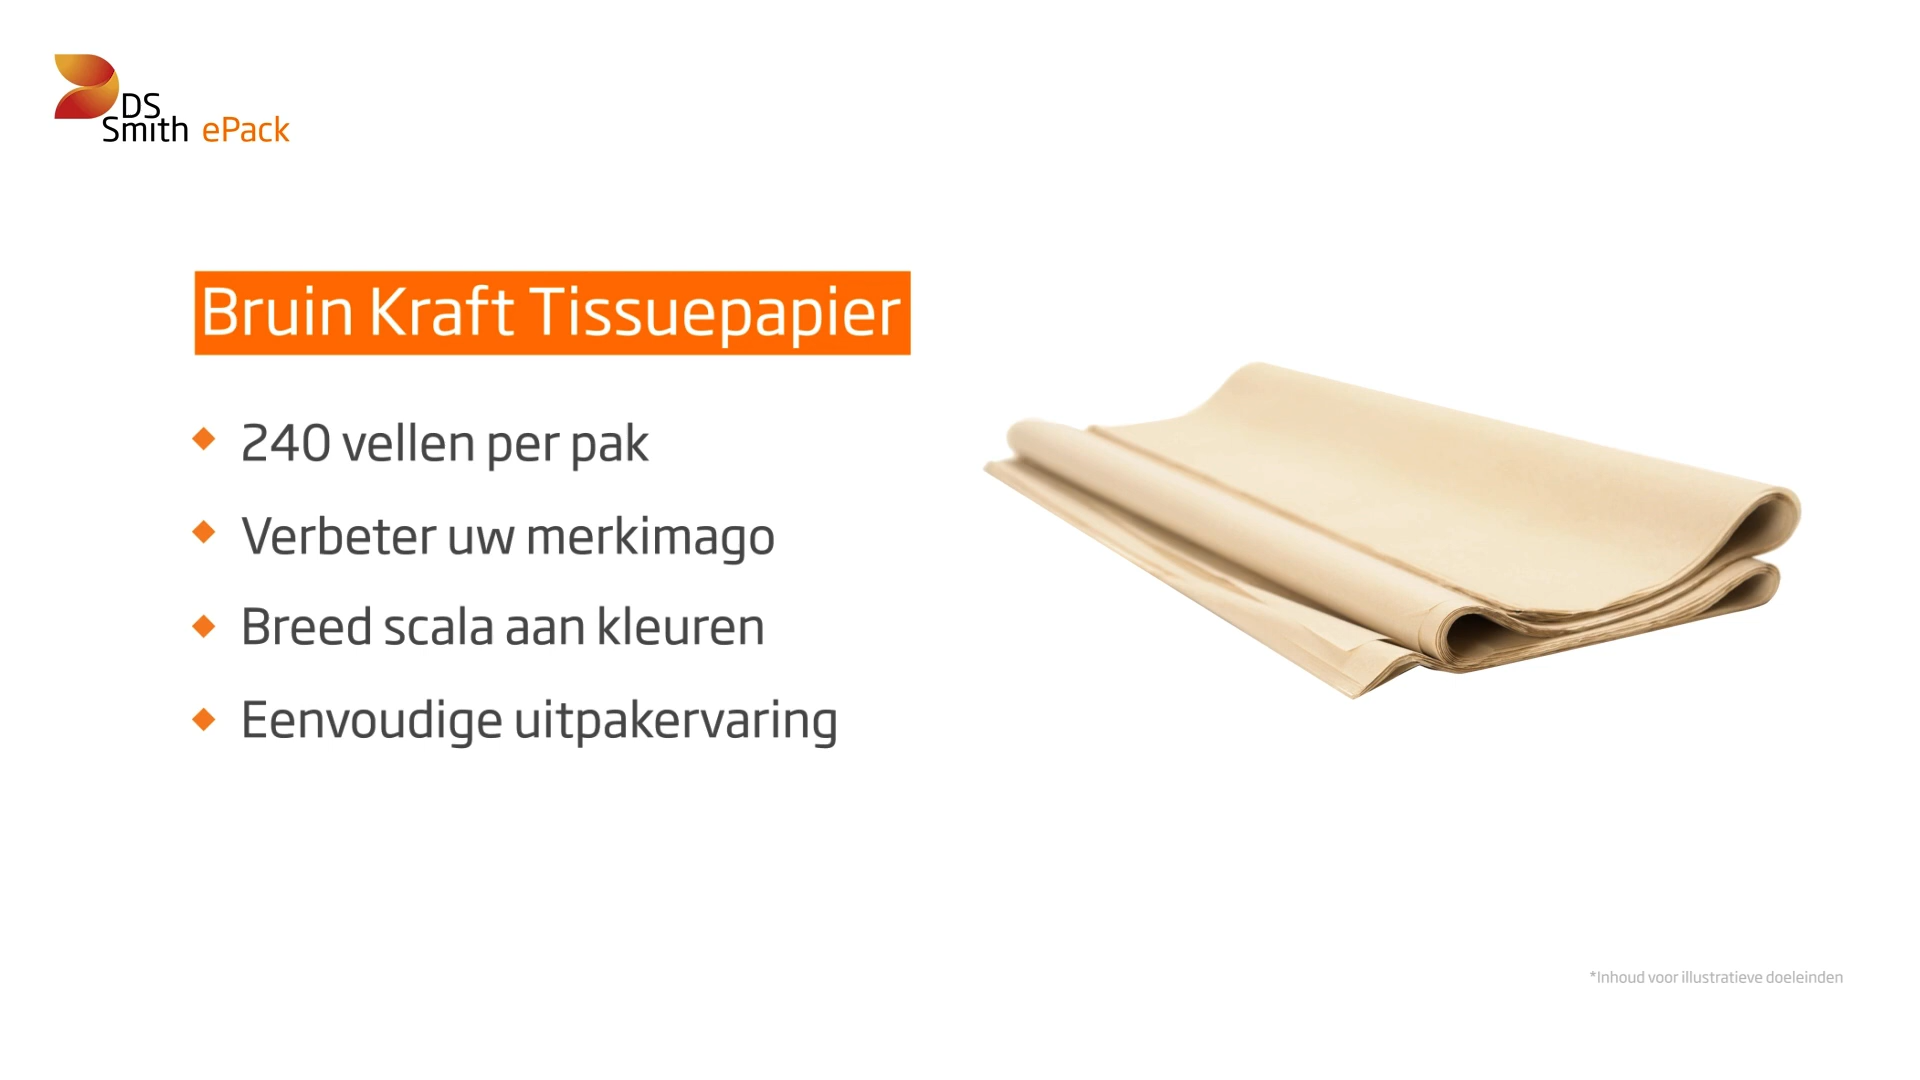 DS
Smith ePack
Bruin Kraft Tissuepapier
240 vellen per pak
Verbeter uw merkimago
Breed scala aan kleuren
Eenvoudige uitpakervaring
*Inhoud voor illustratieve doeleinden